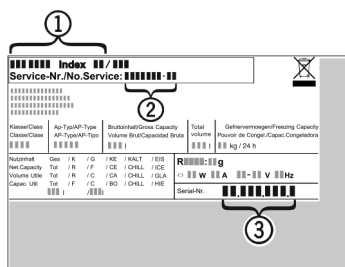 1
Index /
Service-Nr./No.Service: -
2
Klasse/Class
Classe/Clase
Ap-Typ/AP-Type
AP-Type/AP-Tipo
Bruttoinhalt/Gross Capacity
Volume Brut/Capacidad Bruta
l
Total
volume
l
Gefriervermoegen/Freezing Capacity
Pouvoir de Congel./Capac.Congeladora
kg / 24 h
Nutzinhalt Ges / K / G / KE / KALT / EIS
Net Capacity Tot / R / F / CE / CHILL / ICE
Volume Utile Tot / R / C / CA / CHILL / GLA
Capac. Util Tot / F / C / BO / CHILL / HIE
l / l
R : g
W A - V Hz
Serial-Nr. . . .
3